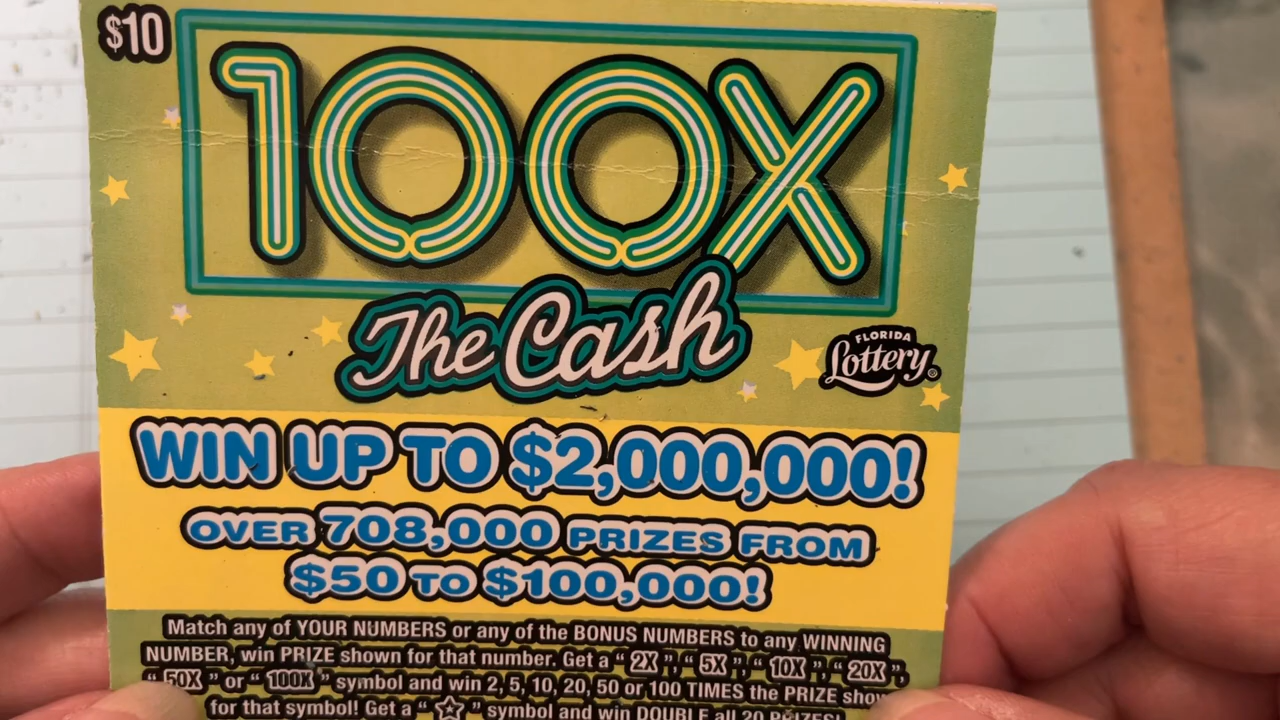 $10
100X
The Cash
FLORIDA
Lottery®
WIN UP TO $2,000,000!
OVER 708,000 PRIZES FROM
$50 TO $100,000!
Match any of YOUR NUMBERS or any of the BONUS NUMBERS to any WINNING
NUMBER, win PRIZE shown for that number. Get a “ 2X ”, “ 5X ”, “ 10X ”, “ 20X ”,
“ 50X ” or “ 100X ” symbol and win 2, 5, 10, 20, 50 or 100 TIMES the PRIZE
for that symbol! Get a “ ☆ ” symbol and win DOUBLE all 20 PRIZES!